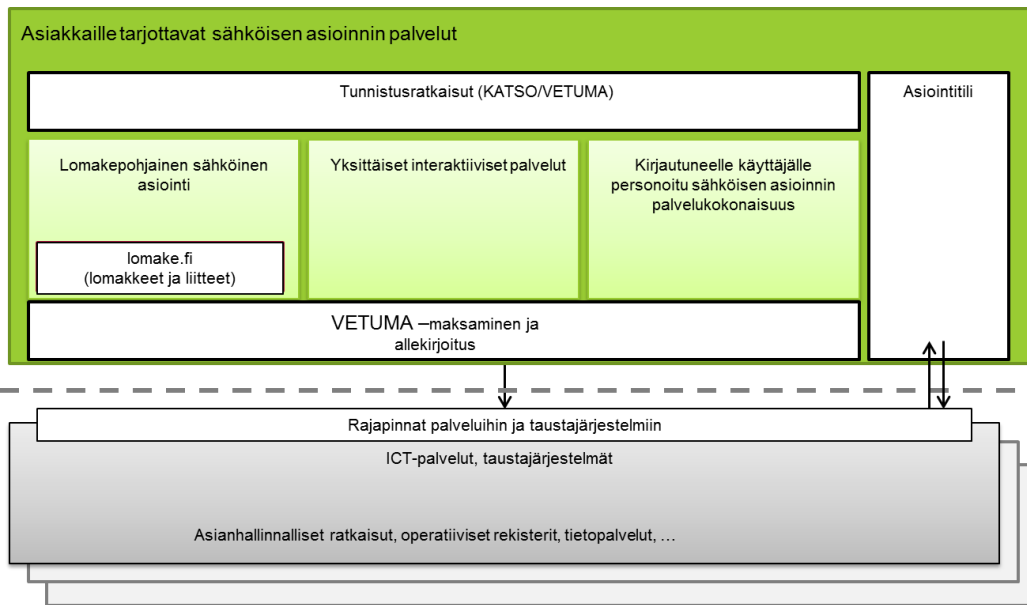 Asiakkaille tarjottavat sähköisen asioinnin palvelut
Tunnistusratkaisut (KATSO/VETUMA)
Asiointitili
Lomakepohjainen sähköinen
asiointi
lomake.fi
(lomakkeet ja liitteet)
Yksittäiset interaktiiviset palvelut
Kirjautuneelle käyttäjälle
personoitu sähköisen asioinnin
palvelukokonaisuus
VETUMA –maksaminen ja
allekirjoitus
Rajapinnat palveluihin ja taustajärjestelmiin
ICT-palvelut, taustajärjestelmät
Asianhallinnalliset ratkaisut, operatiiviset rekisterit, tietopalvelut, …